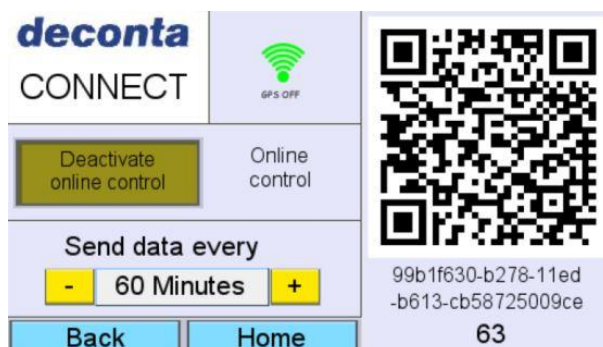 deconta
CONNECT
GPS OFF
Deactivate
online control
Online
control
Send data every
-
60 Minutes
+
Back
Home
99b1f630-b278-11ed
-b613-cb58725009ce
63